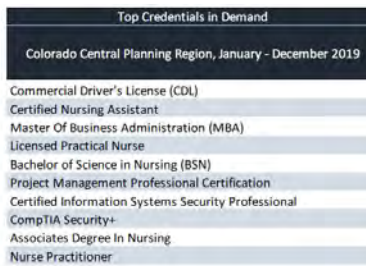 Top Credentials in Demand
Colorado Central Planning Region, January - December 2019
Commercial Driver's License (CDL)
Certified Nursing Assistant
Master Of Business Administration (MBA)
Licensed Practical Nurse
Bachelor of Science in Nursing (BSN)
Project Management Professional Certification
Certified Information Systems Security Professional
CompTIA Security+
Associates Degree In Nursing
Nurse Practitioner